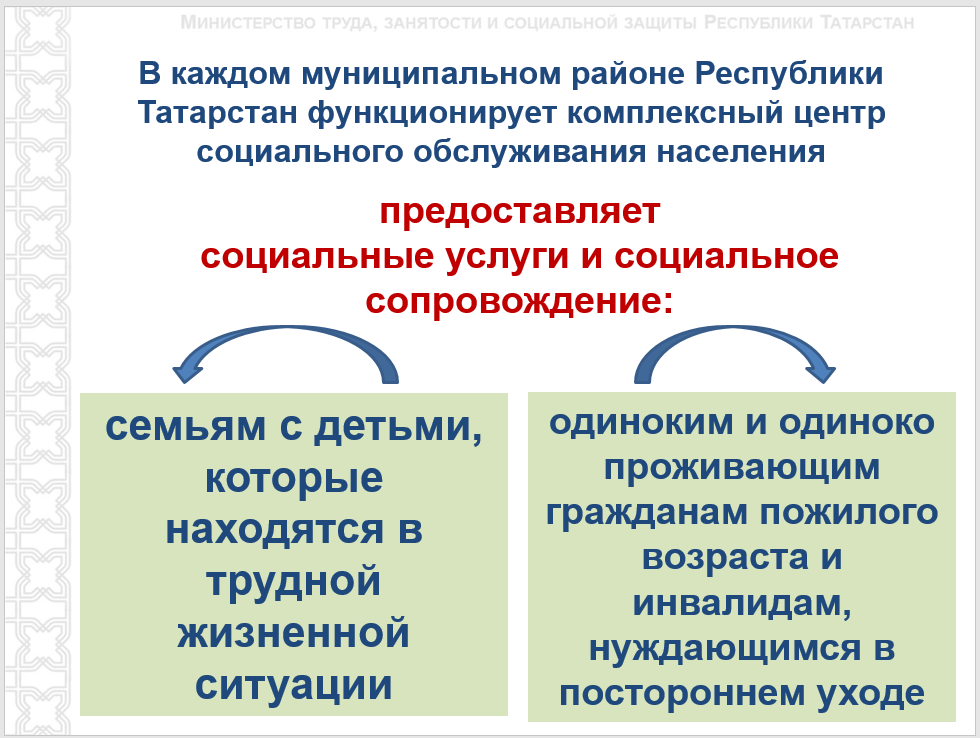 Министерство труда, занятости и социальной защиты Республики Татарстан
В каждом муниципальном районе Республики
Татарстан функционирует комплексный центр
социального обслуживания населения
предоставляет
социальные услуги и социальное
сопровождение:
семьям с детьми,
которые
находятся в
трудной
жизненной
ситуации
одиноким и одиноко
проживающим
гражданам пожилого
возраста и
инвалидам,
нуждающимся в
постороннем уходе